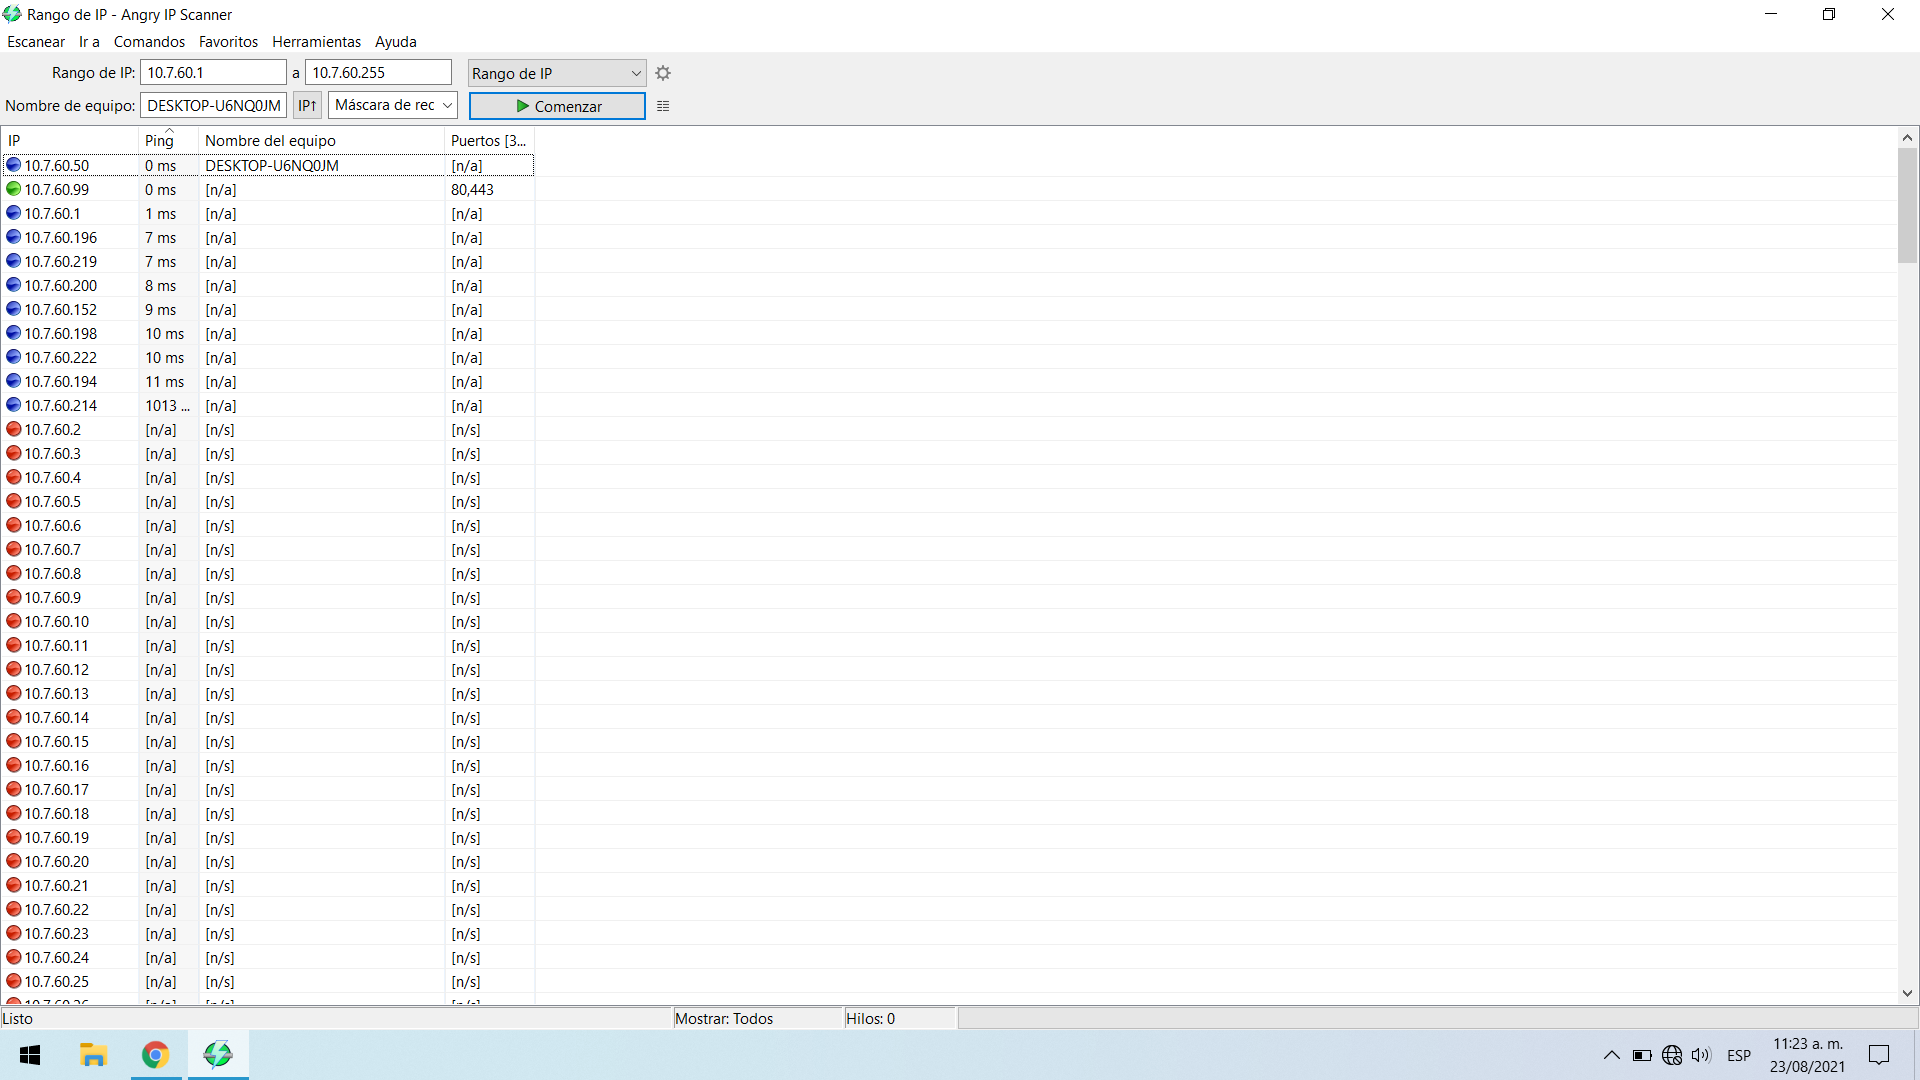 Rango de IP - Angry IP Scanner
Escanear Ir a Comandos Favoritos Herramientas Ayuda
Rango de IP: 10.7.60.1 a 10.7.60.255 Rango de IP
Nombre de equipo: DESKTOP-U6NQ0JM IP↑ Máscara de rec Comenzar
IP Ping Nombre del equipo Puertos [3...
10.7.60.50 0 ms DESKTOP-U6NQ0JM [n/a]
10.7.60.99 0 ms [n/a] 80,443
10.7.60.1 1 ms [n/a] [n/a]
10.7.60.196 7 ms [n/a] [n/a]
10.7.60.219 7 ms [n/a] [n/a]
10.7.60.200 8 ms [n/a] [n/a]
10.7.60.152 9 ms [n/a] [n/a]
10.7.60.198 10 ms [n/a] [n/a]
10.7.60.222 10 ms [n/a] [n/a]
10.7.60.194 11 ms [n/a] [n/a]
10.7.60.214 1013 ... [n/a] [n/a]
10.7.60.2 [n/a] [n/s] [n/s]
10.7.60.3 [n/a] [n/s] [n/s]
10.7.60.4 [n/a] [n/s] [n/s]
10.7.60.5 [n/a] [n/s] [n/s]
10.7.60.6 [n/a] [n/s] [n/s]
10.7.60.7 [n/a] [n/s] [n/s]
10.7.60.8 [n/a] [n/s] [n/s]
10.7.60.9 [n/a] [n/s] [n/s]
10.7.60.10 [n/a] [n/s] [n/s]
10.7.60.11 [n/a] [n/s] [n/s]
10.7.60.12 [n/a] [n/s] [n/s]
10.7.60.13 [n/a] [n/s] [n/s]
10.7.60.14 [n/a] [n/s] [n/s]
10.7.60.15 [n/a] [n/s] [n/s]
10.7.60.16 [n/a] [n/s] [n/s]
10.7.60.17 [n/a] [n/s] [n/s]
10.7.60.18 [n/a] [n/s] [n/s]
10.7.60.19 [n/a] [n/s] [n/s]
10.7.60.20 [n/a] [n/s] [n/s]
10.7.60.21 [n/a] [n/s] [n/s]
10.7.60.22 [n/a] [n/s] [n/s]
10.7.60.23 [n/a] [n/s] [n/s]
10.7.60.24 [n/a] [n/s] [n/s]
10.7.60.25 [n/a] [n/s] [n/s]
Listo Mostrar: Todos Hilos: 0
ESP 11:23 a. m.
23/08/2021